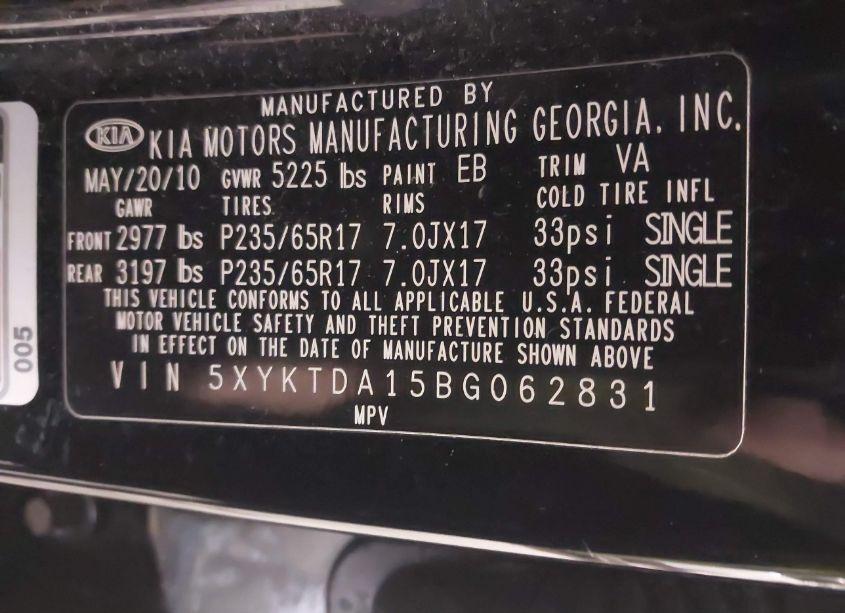 MANUFACTURED BY
KIA KIA MOTORS MANUFACTURING GEORGIA, INC.
MAY/20/10 GVWR 5225 lbs PAINT EB TRIM VA
GAWR TIRES RIMS COLD TIRE INFL
FRONT 2977 lbs P235/65R17 7.0JX17 33psi SINGLE
REAR 3197 lbs P235/65R17 7.0JX17 33psi SINGLE
THIS VEHICLE CONFORMS TO ALL APPLICABLE U.S.A. FEDERAL
MOTOR VEHICLE SAFETY AND THEFT PREVENTION STANDARDS
IN EFFECT ON THE DATE OF MANUFACTURE SHOWN ABOVE
VIN 5XYKTDA15BG062831
MPV
005